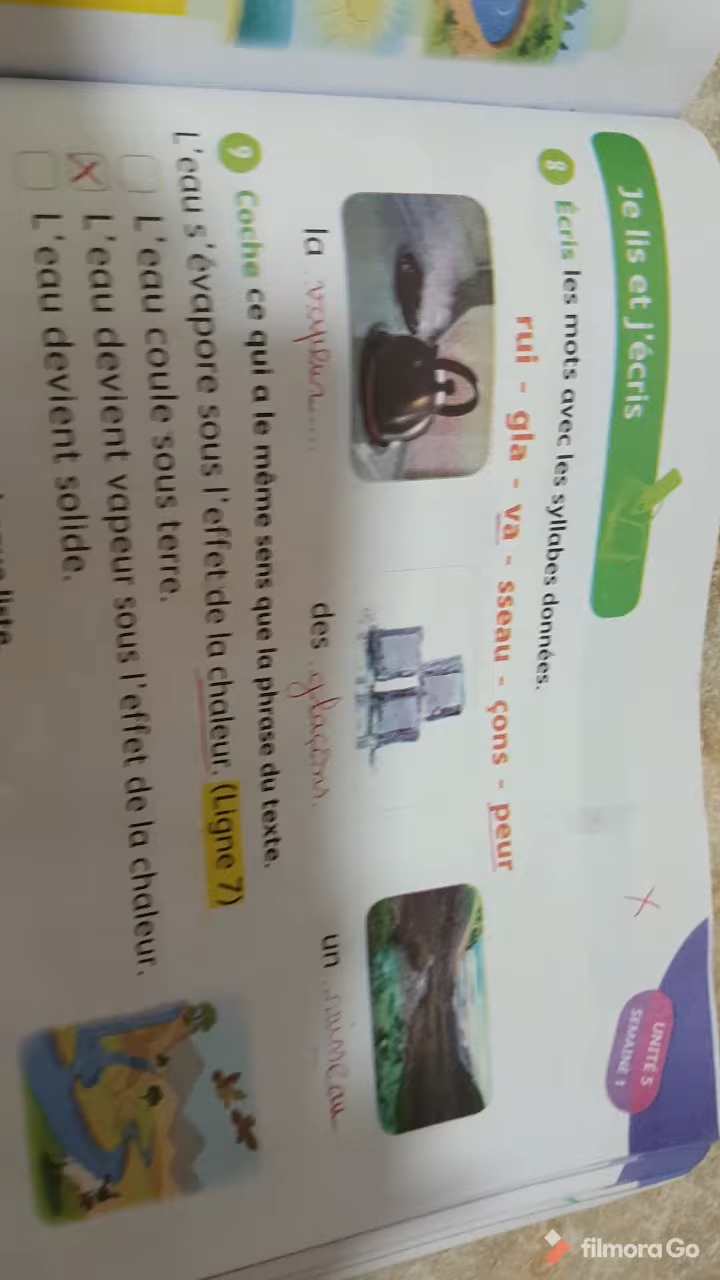 UNITÉ 5
SEMAINE 1
Je lis et j'écris
8 Écris les mots avec les syllabes données.
rui - gla - va - sseau - çons - peur
la vapeur des glaçons un
9 Coche ce qui a le même sens que la phrase du texte.
L'eau s'évapore sous l'effet de la chaleur. (Ligne 7)
L'eau coule sous terre.
L'eau devient vapeur sous l'effet de la chaleur.
L'eau devient solide.
filmoraGo